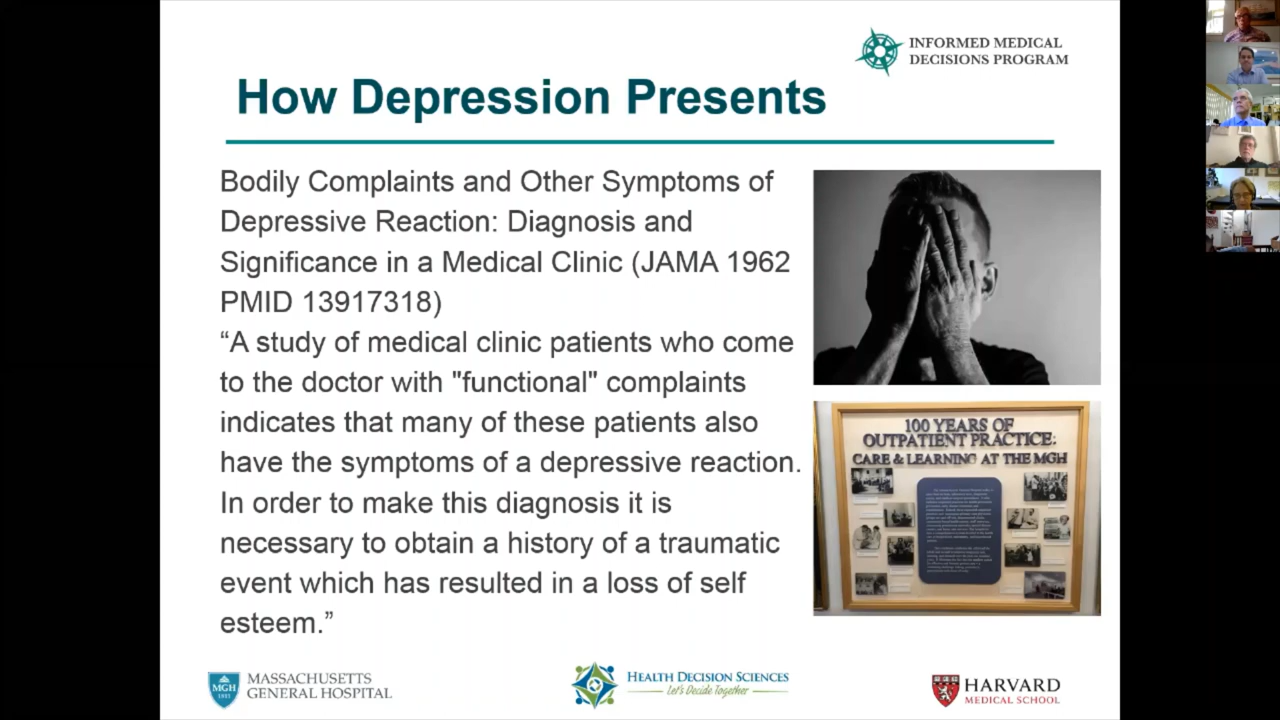 INFORMED MEDICAL
DECISIONS PROGRAM
How Depression Presents
Bodily Complaints and Other Symptoms of
Depressive Reaction: Diagnosis and
Significance in a Medical Clinic (JAMA 1962
PMID 13917318)
“A study of medical clinic patients who come
to the doctor with "functional" complaints
indicates that many of these patients also
have the symptoms of a depressive reaction.
In order to make this diagnosis it is
necessary to obtain a history of a traumatic
event which has resulted in a loss of self
esteem.”
100 YEARS OF
OUTPATIENT PRACTICE:
CARE & LEARNING AT THE MGH
MGH
1811
MASSACHUSETTS
GENERAL HOSPITAL
HEALTH DECISION SCIENCES
Let's Decide Together
HARVARD
MEDICAL SCHOOL